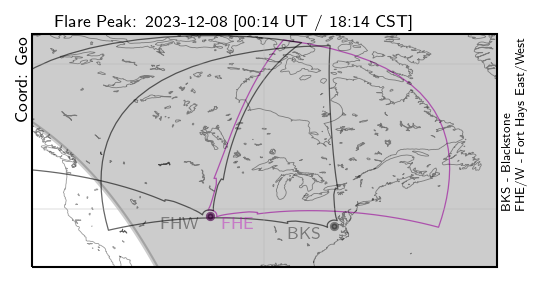 Flare Peak: 2023-12-08 [00:14 UT / 18:14 CST]
Coord: Geo
FHW
FHE
BKS
BKS - Blackstone
FHE/W - Fort Hays East/West